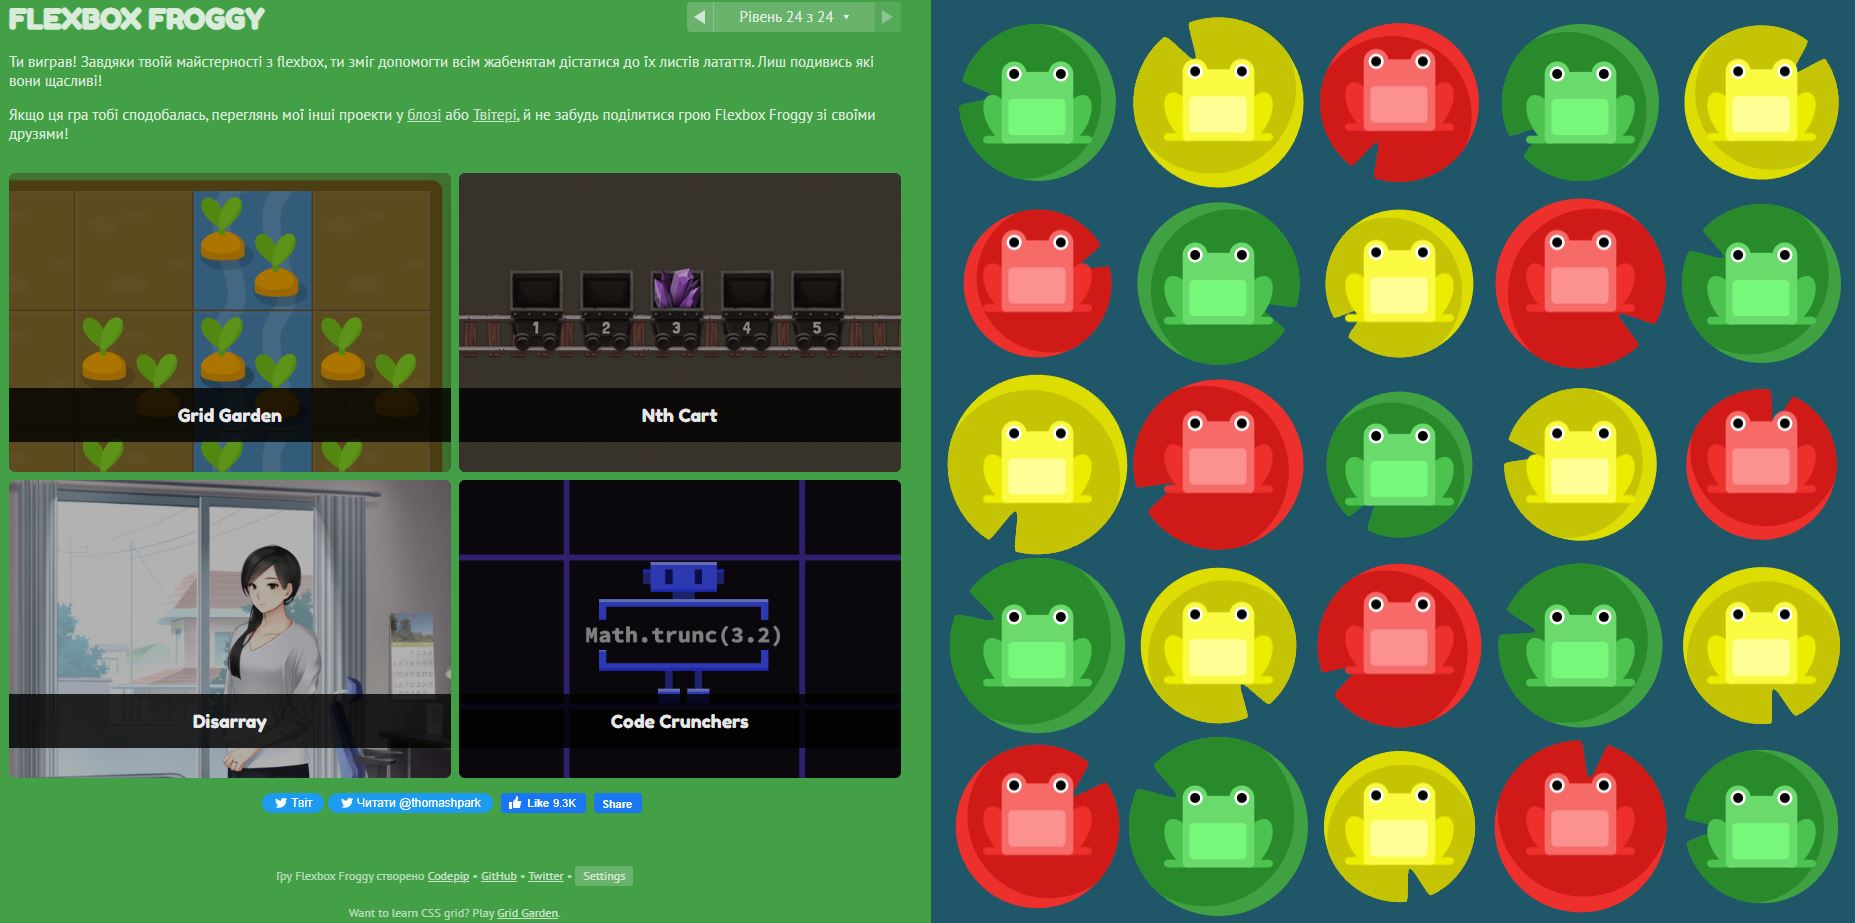 FLEXBOX FROGGY
Рівень 24 з 24
Ти виграв! Завдяки твоїй майстерності з flexbox, ти зміг допомогти всім жабенятам дістатися до їх листів латаття. Лиш подивись які
вони щасливі!
Якщо ця гра тобі сподобалась, переглянь мої інші проекти у блозі або Твітері, й не забудь поділитися грою Flexbox Froggy зі своїми
друзями!
Grid Garden
1 2 3 4 5
Nth Cart
Disarray
Math.trunc(3.2)
Code Crunchers
Твіт
Читати @thomashpark
Like 9.3K
Share
Гру Flexbox Froggy створено Codepip • GitHub • Twitter • Settings
Want to learn CSS grid? Play Grid Garden.